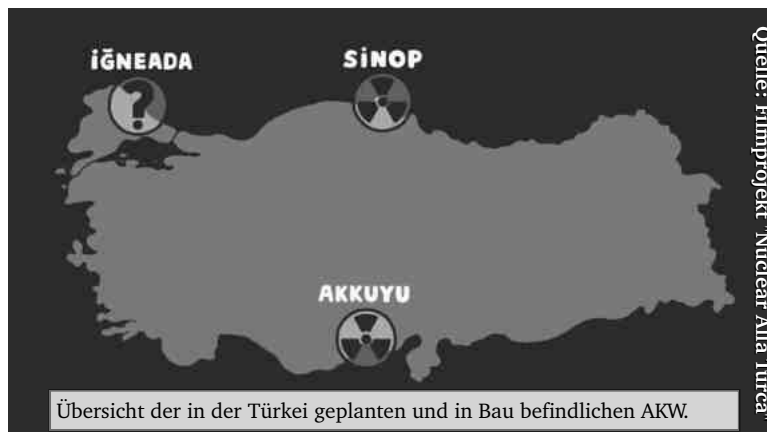 İĞNEADA
SİNOP
AKKUYU
Übersicht der in der Türkei geplanten und in Bau befindlichen AKW.
Quelle: Filmprojekt "Nuclear Alla Turca"